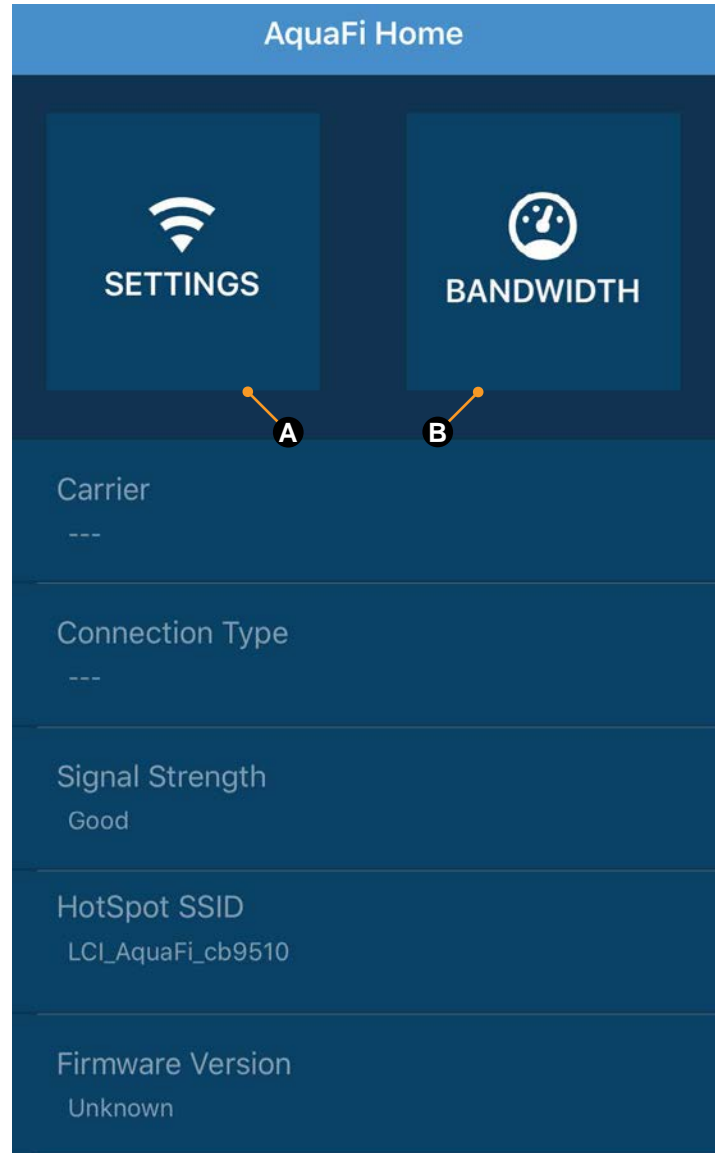 AquaFi Home
SETTINGS
BANDWIDTH
A
B
Carrier
---
Connection Type
---
Signal Strength
Good
HotSpot SSID
LCI_AquaFi_cb9510
Firmware Version
Unknown